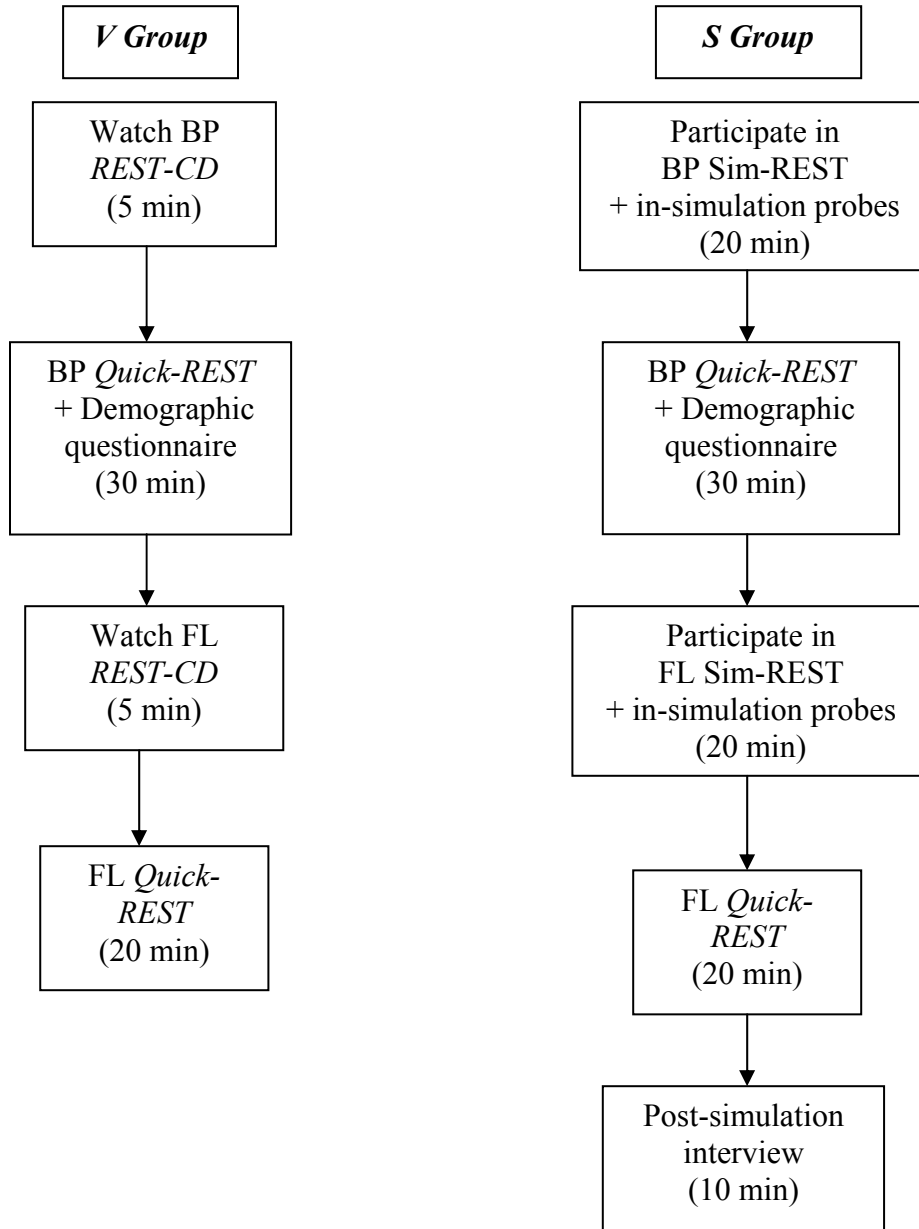 V Group
Watch BP
REST-CD
(5 min)
BP Quick-REST
+ Demographic
questionnaire
(30 min)
Watch FL
REST-CD
(5 min)
FL Quick-
REST
(20 min)
S Group
Participate in
BP Sim-REST
+ in-simulation probes
(20 min)
BP Quick-REST
+ Demographic
questionnaire
(30 min)
Participate in
FL Sim-REST
+ in-simulation probes
(20 min)
FL Quick-
REST
(20 min)
Post-simulation
interview
(10 min)